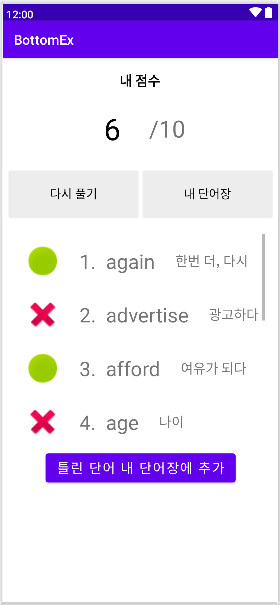 12:00
BottomEx
내 점수
6 /10
다시 풀기 내 단어장
1. again 한번 더, 다시
2. advertise 광고하다
3. afford 여유가 되다
4. age 나이
틀린 단어 내 단어장에 추가